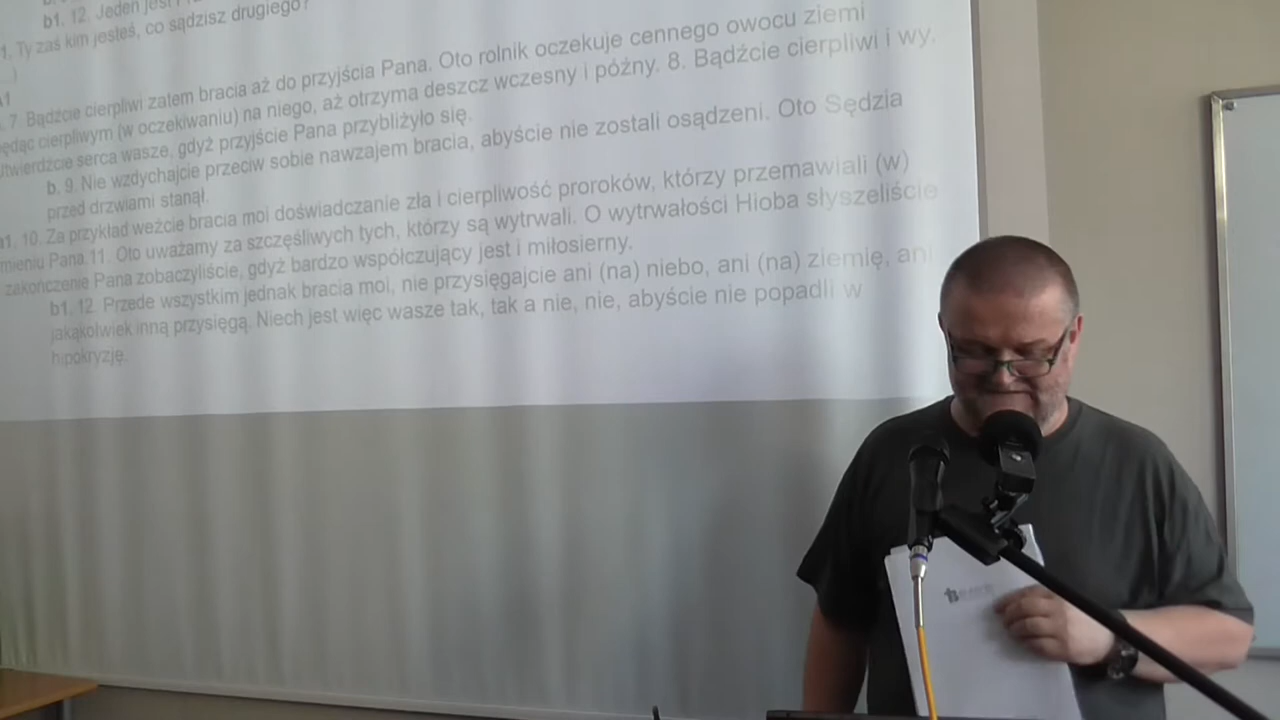 b1. 12. Jeden jest
1. Ty zaś kim jesteś, co sądzisz drugiego?
7. Bądźcie cierpliwi zatem bracia aż do przyjścia Pana. Oto rolnik oczekuje cennego owocu ziemi
będąc cierpliwym (w oczekiwaniu) na niego, aż otrzyma deszcz wczesny i późny. 8. Bądźcie cierpliwi i wy.
Utwierdźcie serca wasze, gdyż przyjście Pana przybliżyło się.
b. 9. Nie wzdychajcie przeciw sobie nawzajem bracia, abyście nie zostali osądzeni. Oto Sędzia
przed drzwiami stanął.
a1. 10. Za przykład weźcie bracia moi doświadczanie zła i cierpliwość proroków, którzy przemawiali (w)
mieniu Pana.11. Oto uważamy za szczęśliwych tych, którzy są wytrwali. O wytrwałości Hioba słyszeliście
zakończenie Pana zobaczyliście, gdyż bardzo współczujący jest i miłosierny.
b1. 12. Przede wszystkim jednak bracia moi, nie przysięgajcie ani (na) niebo, ani (na) ziemię, ani
jakąkolwiek inną przysięgą. Niech jest więc wasze tak, tak a nie, nie, abyście nie popadli w
hipokryzję.